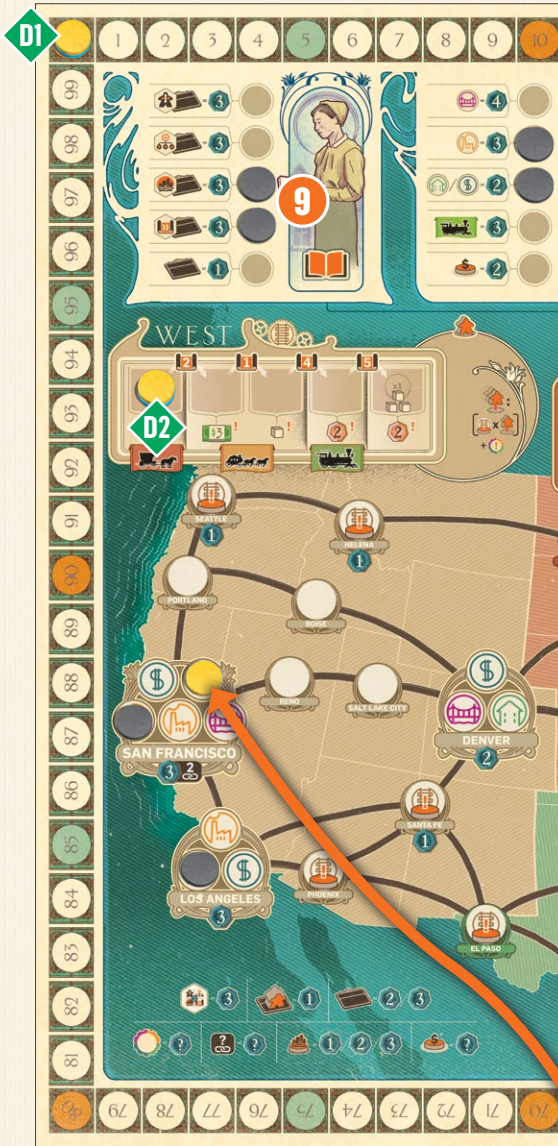 D1
1 2 3 4 5 6 7 8 9 10
99
98
97
96
95
94
93
92
91
90
89
88
87
86
85
84
83
82
81
80
3
4
3
3
3
2
3
3
1
2
9
WEST
2 1 4 5
x1
D2
$3! ! 2! 2!
:
x
+!
SEATTLE
1
HELENA
1
PORTLAND
BOISE
$
RENO
SALT LAKE CITY
$
SAN FRANCISCO
3 2
DENVER
2
SANTA FE
1
$
LOS ANGELES
3
PHOENIX
EL PASO
3 1 2 3
? ? ? 1/2/3 ?
79 78 77 76 75 74 73 72 71 70